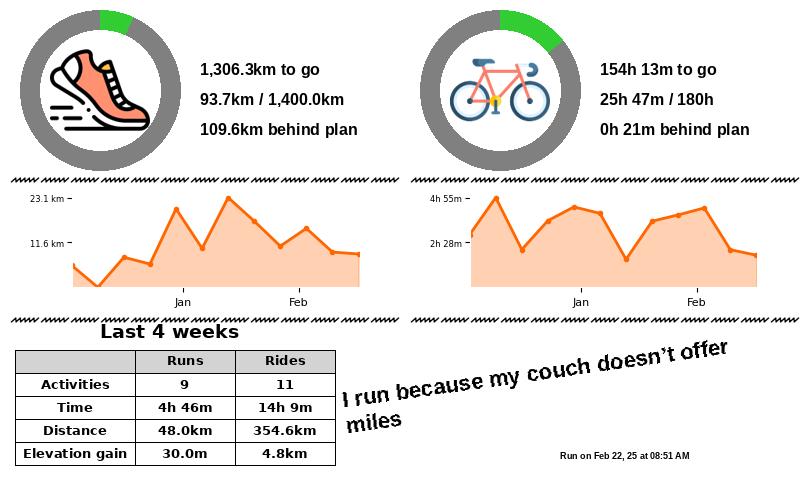 1,306.3km to go
93.7km / 1,400.0km
109.6km behind plan
154h 13m to go
25h 47m / 180h
0h 21m behind plan
23.1 km
11.6 km
Jan Feb
4h 55m
2h 28m
Jan Feb
Last 4 weeks
Runs Rides
Activities 9 11
Time 4h 46m 14h 9m
Distance 48.0km 354.6km
Elevation gain 30.0m 4.8km
I run because my couch doesn’t offer
miles
Run on Feb 22, 25 at 08:51 AM